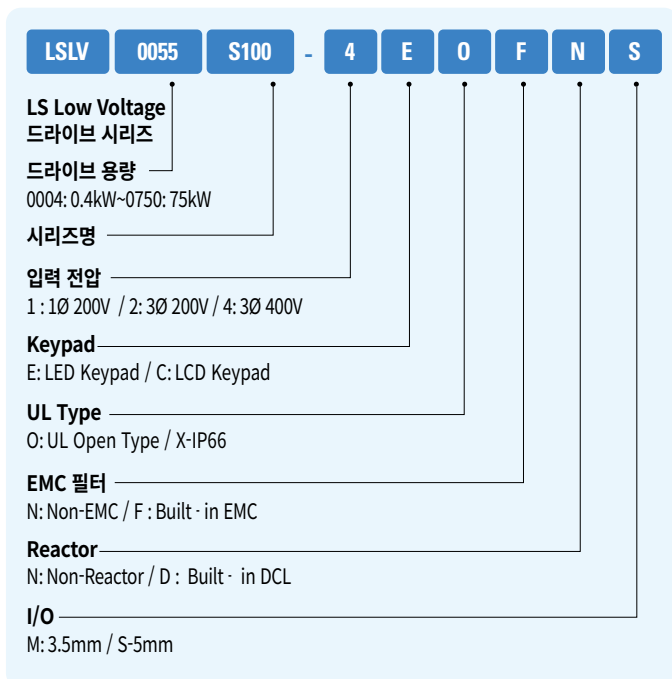 LSLV 0055 S100 - 4 E O F N S
LS Low Voltage
드라이브 시리즈
드라이브 용량
0004: 0.4kW~0750: 75kW
시리즈명
입력 전압
1 : 1Ø 200V / 2: 3Ø 200V / 4: 3Ø 400V
Keypad
E: LED Keypad / C: LCD Keypad
UL Type
O: UL Open Type / X-IP66
EMC 필터
N: Non-EMC / F : Built - in EMC
Reactor
N: Non-Reactor / D : Built - in DCL
I/O
M: 3.5mm / S-5mm